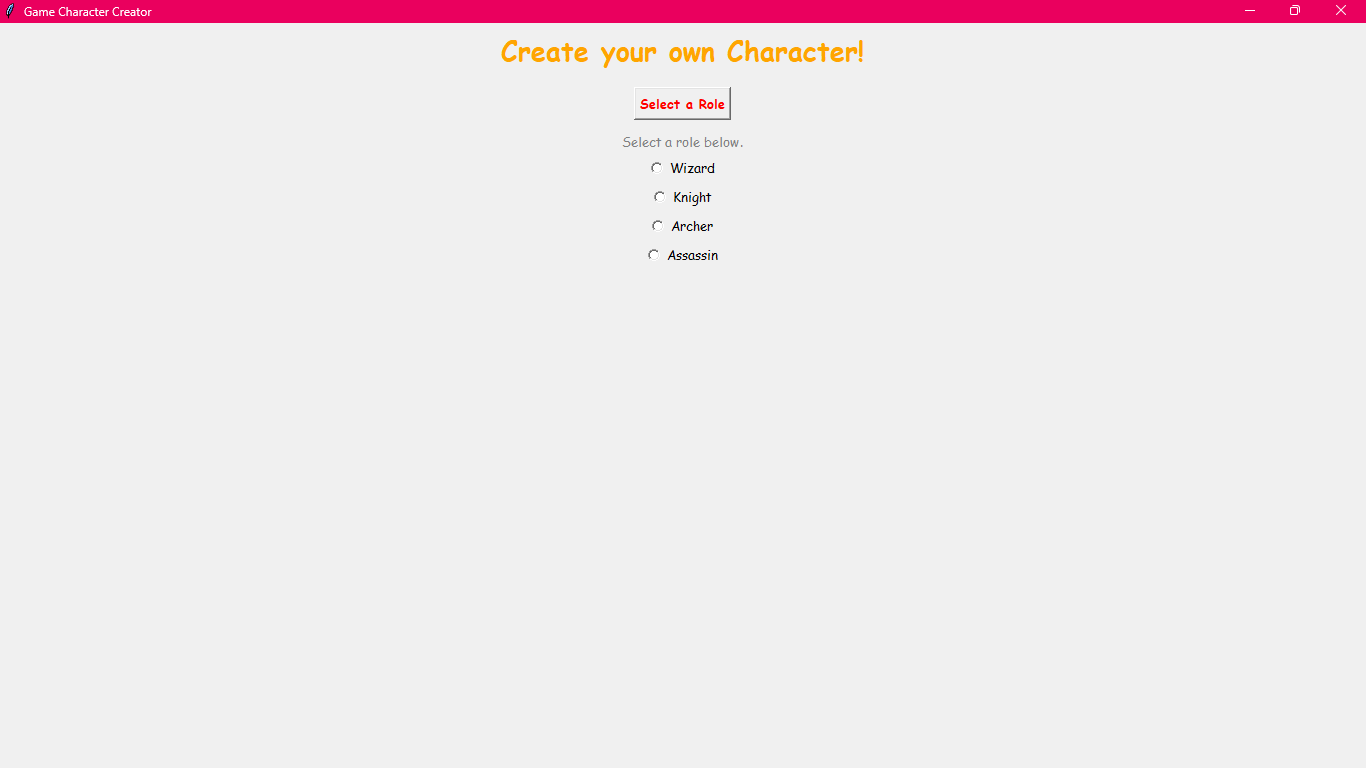 Game Character Creator
Create your own Character!
Select a Role
Select a role below.
Wizard
Knight
Archer
Assassin